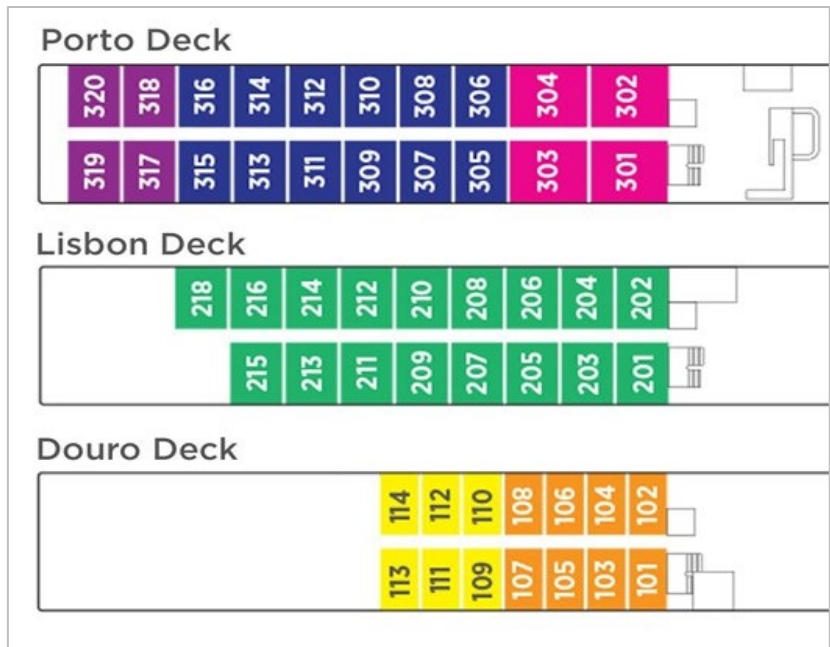 Porto Deck
320 318 316 314 312 310 308 306 304 302
319 317 315 313 311 309 307 305 303 301
Lisbon Deck
218 216 214 212 210 208 206 204 202
215 213 211 209 207 205 203 201
Douro Deck
114 112 110 108 106 104 102
113 111 109 107 105 103 101